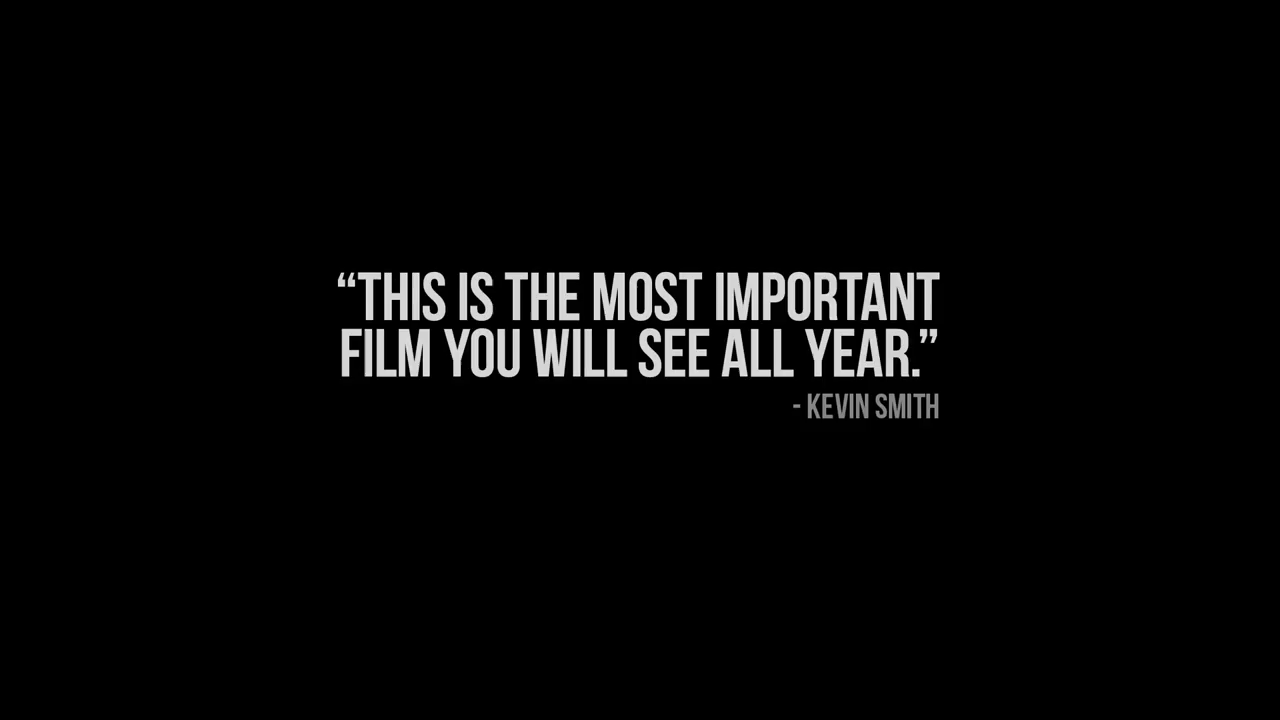 “THIS IS THE MOST IMPORTANT
FILM YOU WILL SEE ALL YEAR.”
- KEVIN SMITH